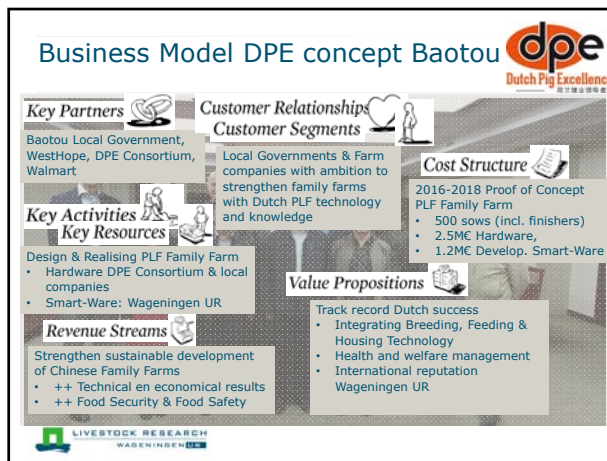 Business Model DPE concept Baotou
dpe
Dutch Pig Excellence
Key Partners
Baotou Local Government,
WestHope, DPE Consortium,
Walmart
Customer Relationships
Customer Segments
Local Governments & Farm
companies with ambition to
strengthen family farms
with Dutch PLF technology
and knowledge
Cost Structure
2016-2018 Proof of Concept
PLF Family Farm
• 500 sows (incl. finishers)
• 2.5M€ Hardware,
• 1.2M€ Develop. Smart-Ware
Key Activities
Key Resources
Design & Realising PLF Family Farm
• Hardware DPE Consortium & local
companies
• Smart-Ware: Wageningen UR
Value Propositions
Track record Dutch success
• Integrating Breeding, Feeding &
Housing Technology
• Health and welfare management
• International reputation
Wageningen UR
Revenue Streams
Strengthen sustainable development
of Chinese Family Farms
• ++ Technical en economical results
• ++ Food Security & Food Safety
LIVESTOCK RESEARCH
WAGENINGEN UR